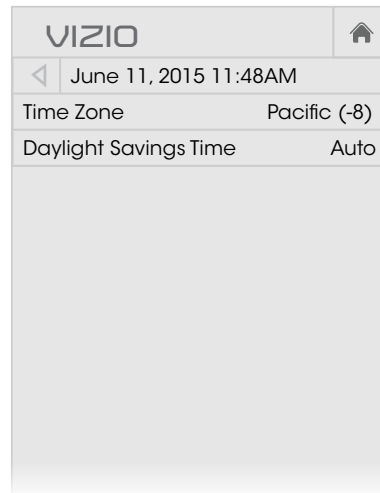 VIZIO
June 11, 2015 11:48AM
Time Zone Pacific (-8)
Daylight Savings Time Auto